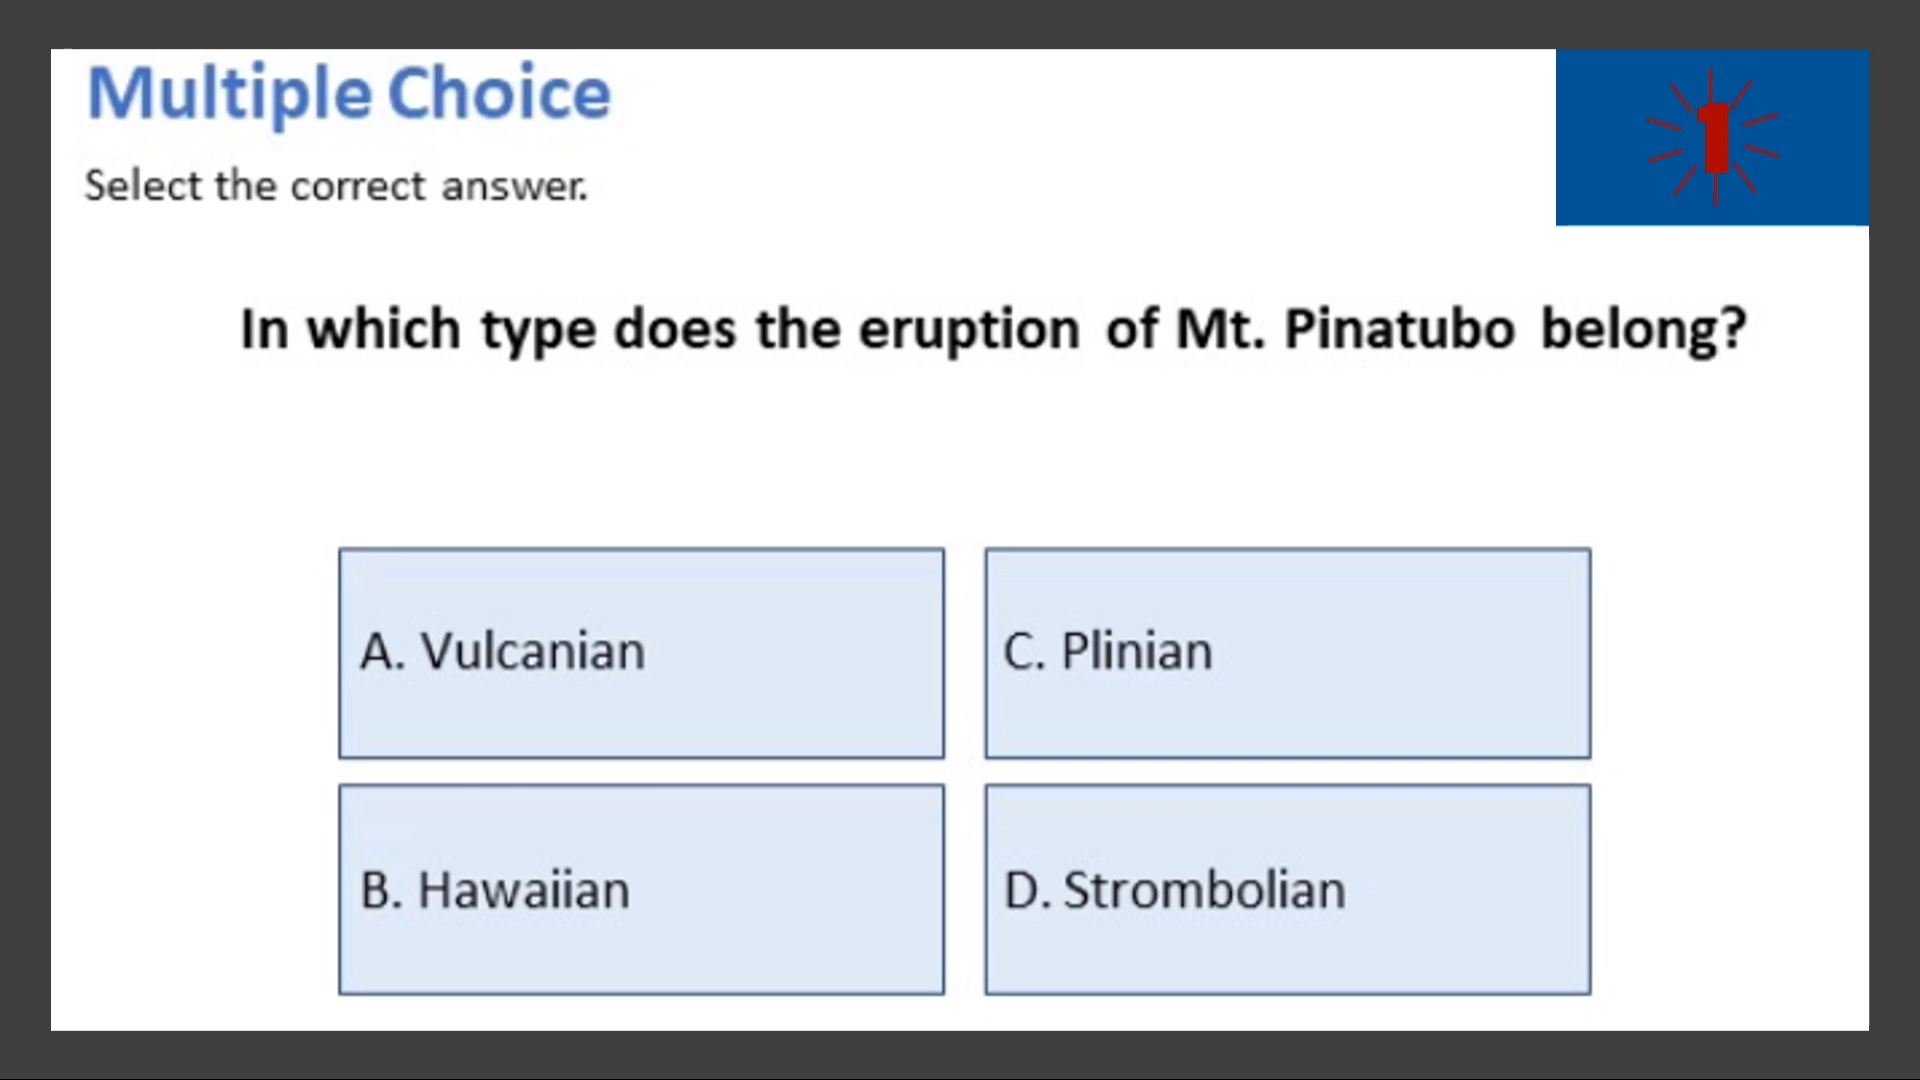 Multiple Choice
1
Select the correct answer.
In which type does the eruption of Mt. Pinatubo belong?
A. Vulcanian
C. Plinian
B. Hawaiian
D. Strombolian